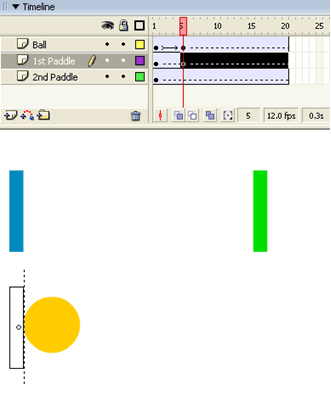 Timeline
1 5 10 15 20 25
Ball
1st Paddle
2nd Paddle
5 12.0 fps 0.3s